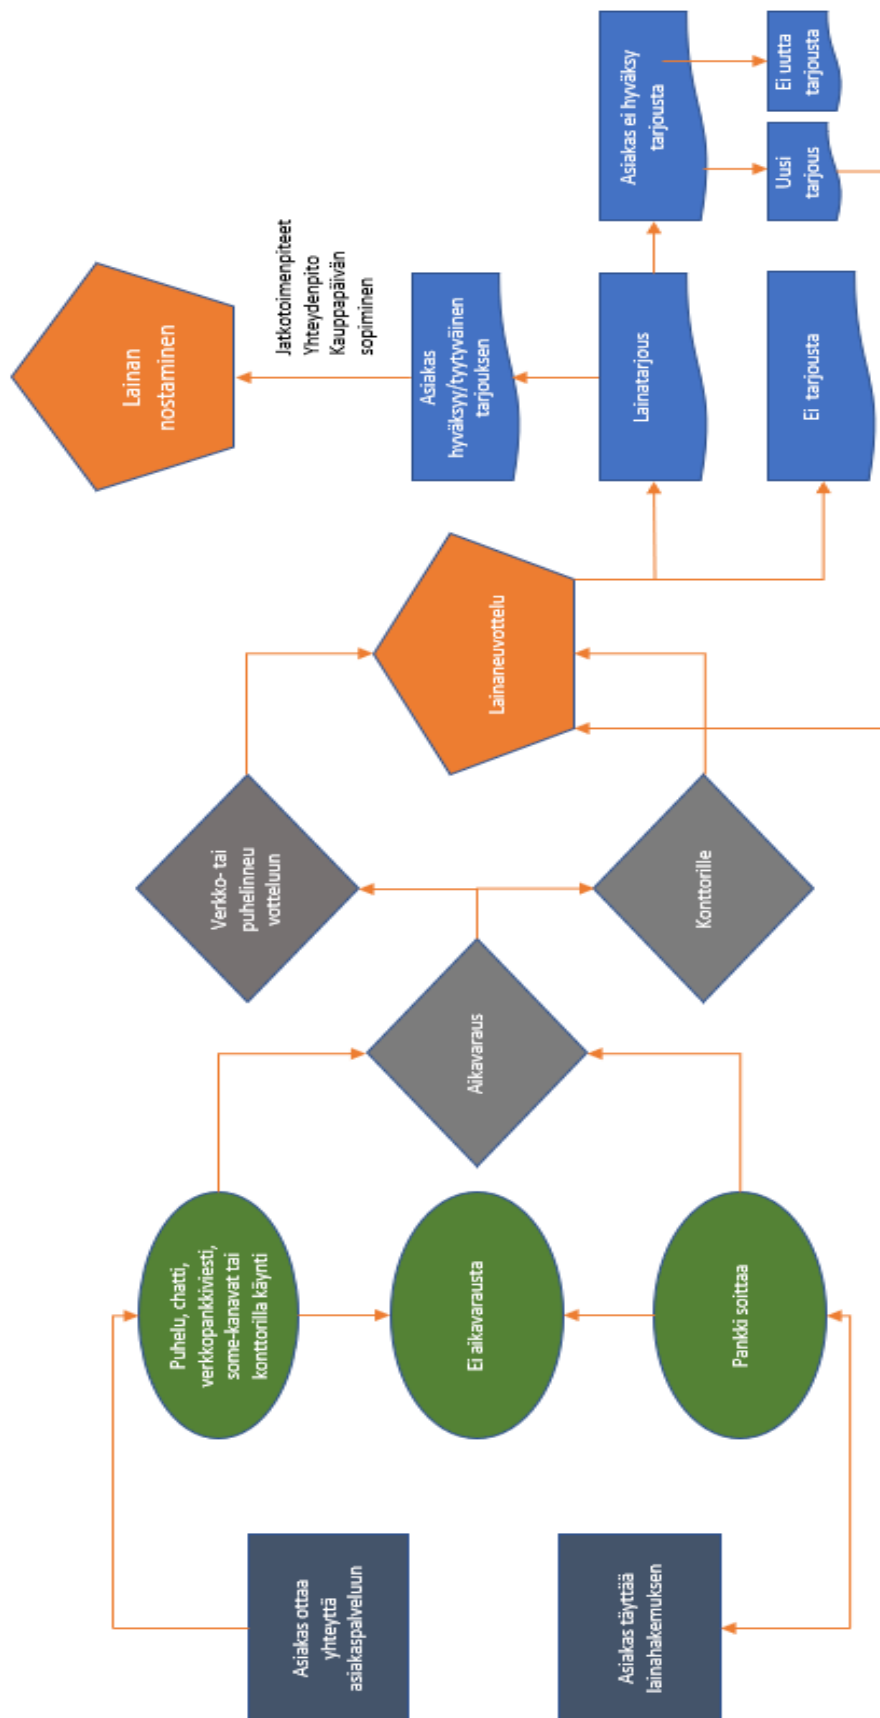 Asiakas ottaa
yhteyttä
asiakaspalveluun
Asiakas täyttää
lainahakemuksen
Puhelu, chatti,
verkkopankkiviesti,
some-kanavat tai
konttorilla käynti
Ei aikavarausta
Pankki soittaa
Aikavaraus
Verkko- tai
puhelinneu
votteluun
Konttorille
Lainaneuvottelu
Lainan
nostaminen
Jatkotoimenpiteet
Yhteydenpito
Kauppapäivän
sopiminen
Asiakas
hyväksyy/tyytyväinen
tarjouksen
Lainatarjous
Ei tarjousta
Asiakas ei hyväksy
tarjousta
Uusi
tarjous
Ei uutta
tarjousta